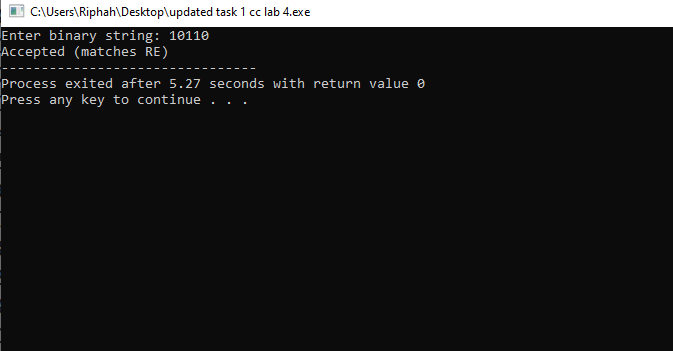 C:\Users\Riphah\Desktop\updated task 1 cc lab 4.exe
Enter binary string: 10110
Accepted (matches RE)
--------------------------------
Process exited after 5.27 seconds with return value 0
Press any key to continue . . .